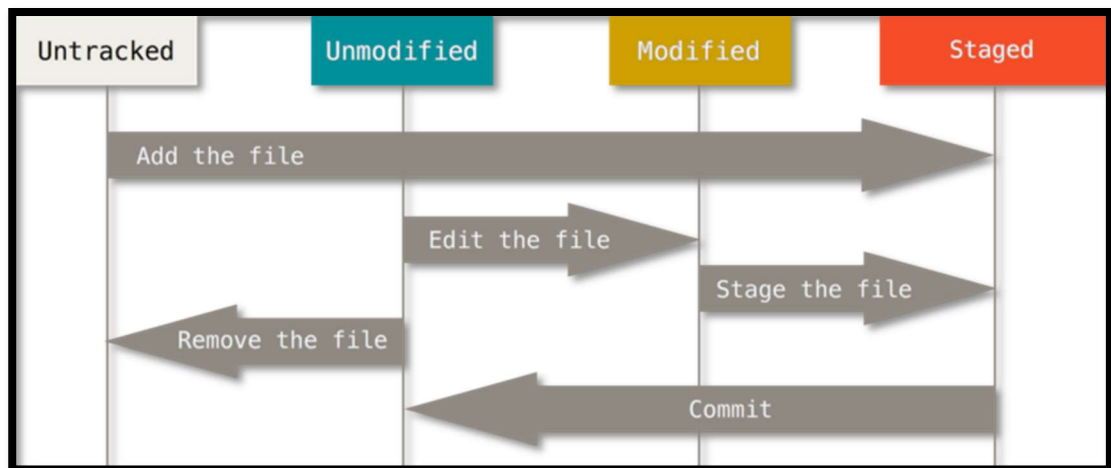 Untracked
Unmodified
Modified
Staged
Add the file
Edit the file
Stage the file
Remove the file
Commit